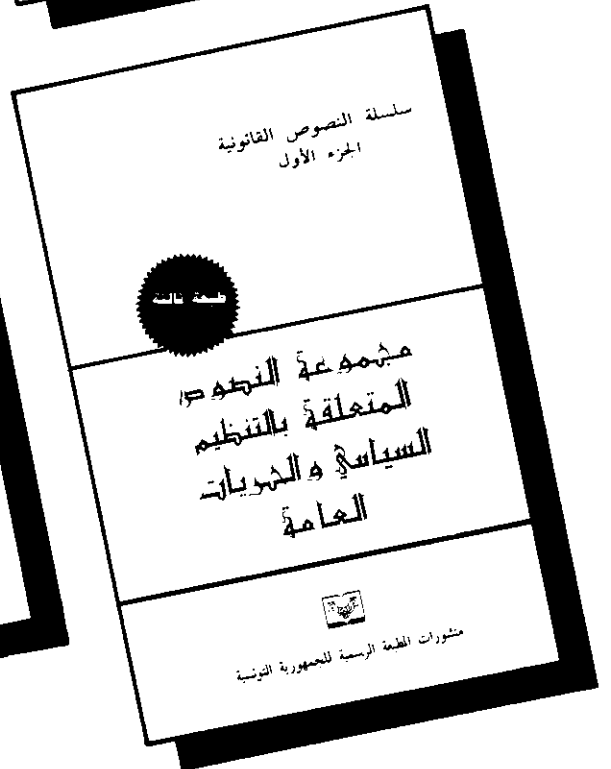 سلسلة النصوص القانونية
الجزء الأول
طبعة ثالثة
مجموعة النصوص
المتعلقة بالتنظيم
السياسي والحريات
العامة
منشورات المطبعة الرسمية للجمهورية التونسية